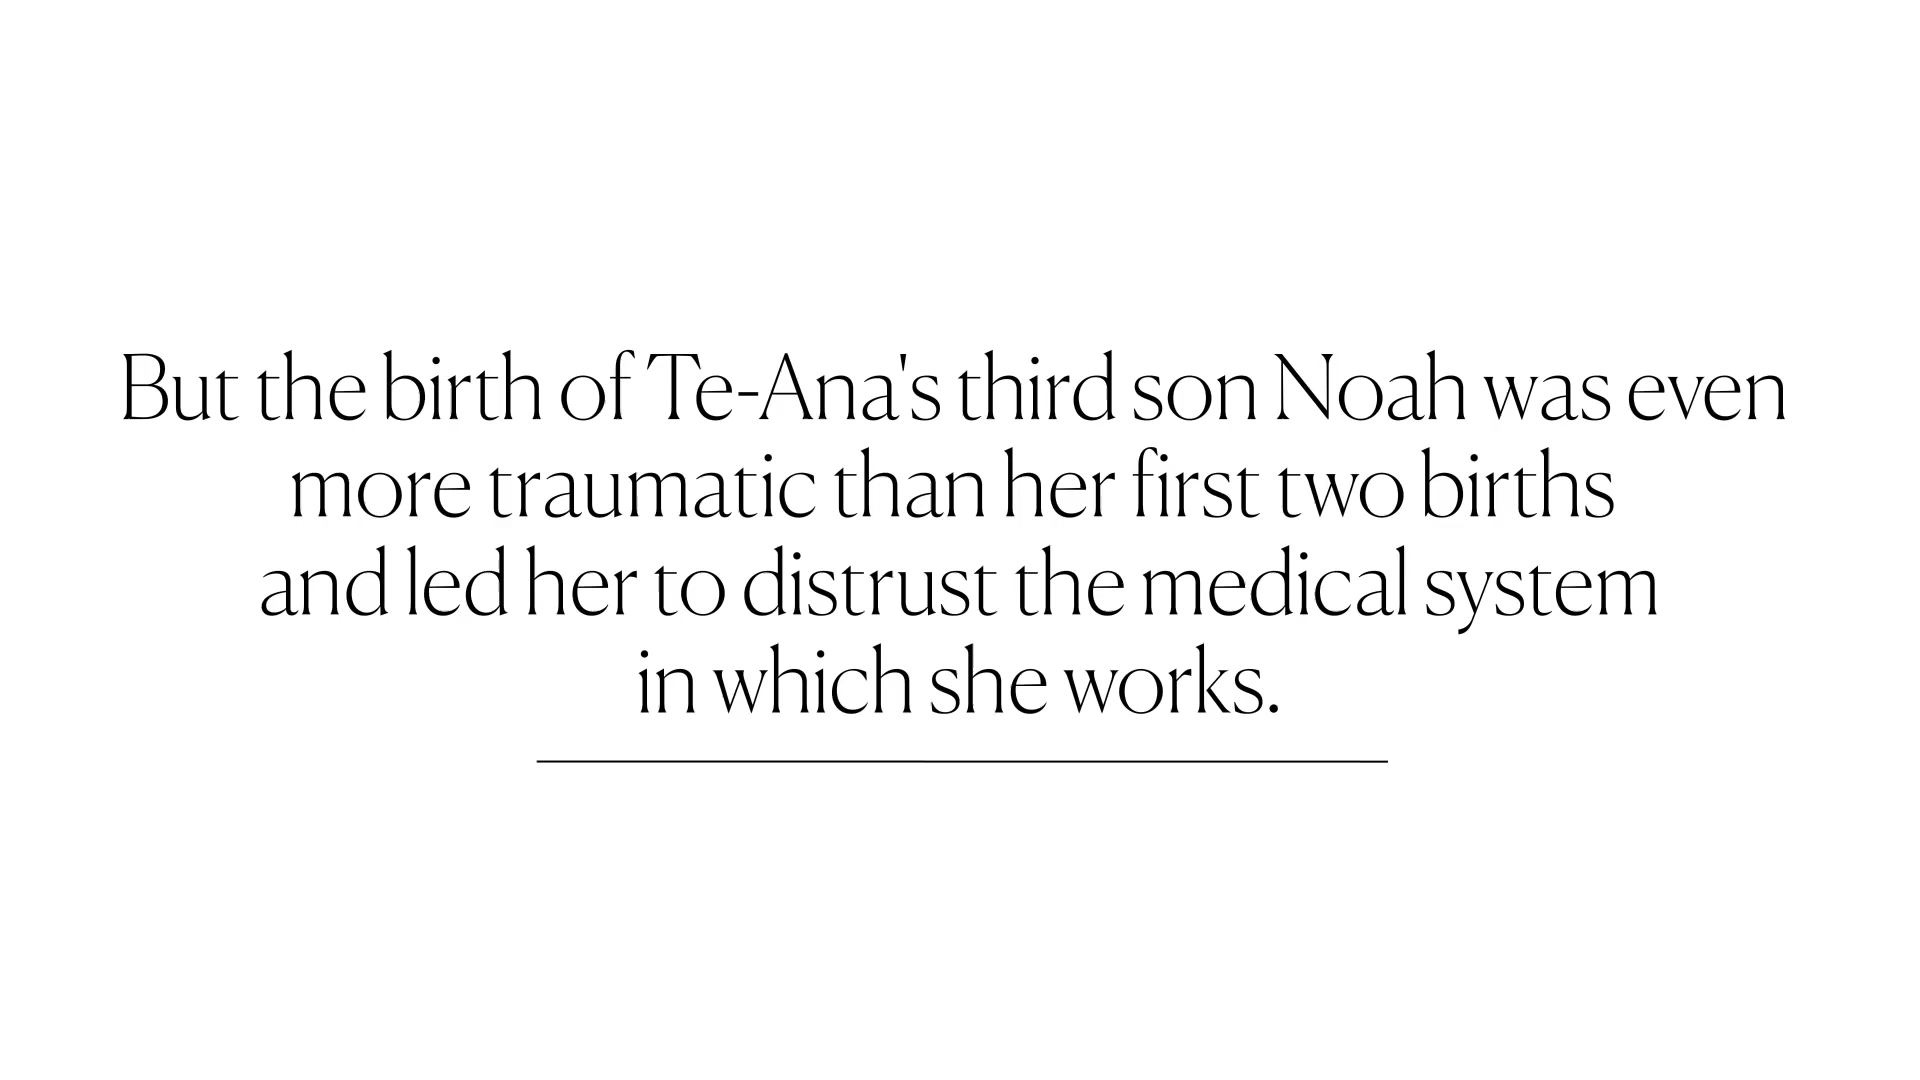 But the birth of Te-Ana's third son Noah was even
more traumatic than her first two births
and led her to distrust the medical system
in which she works.